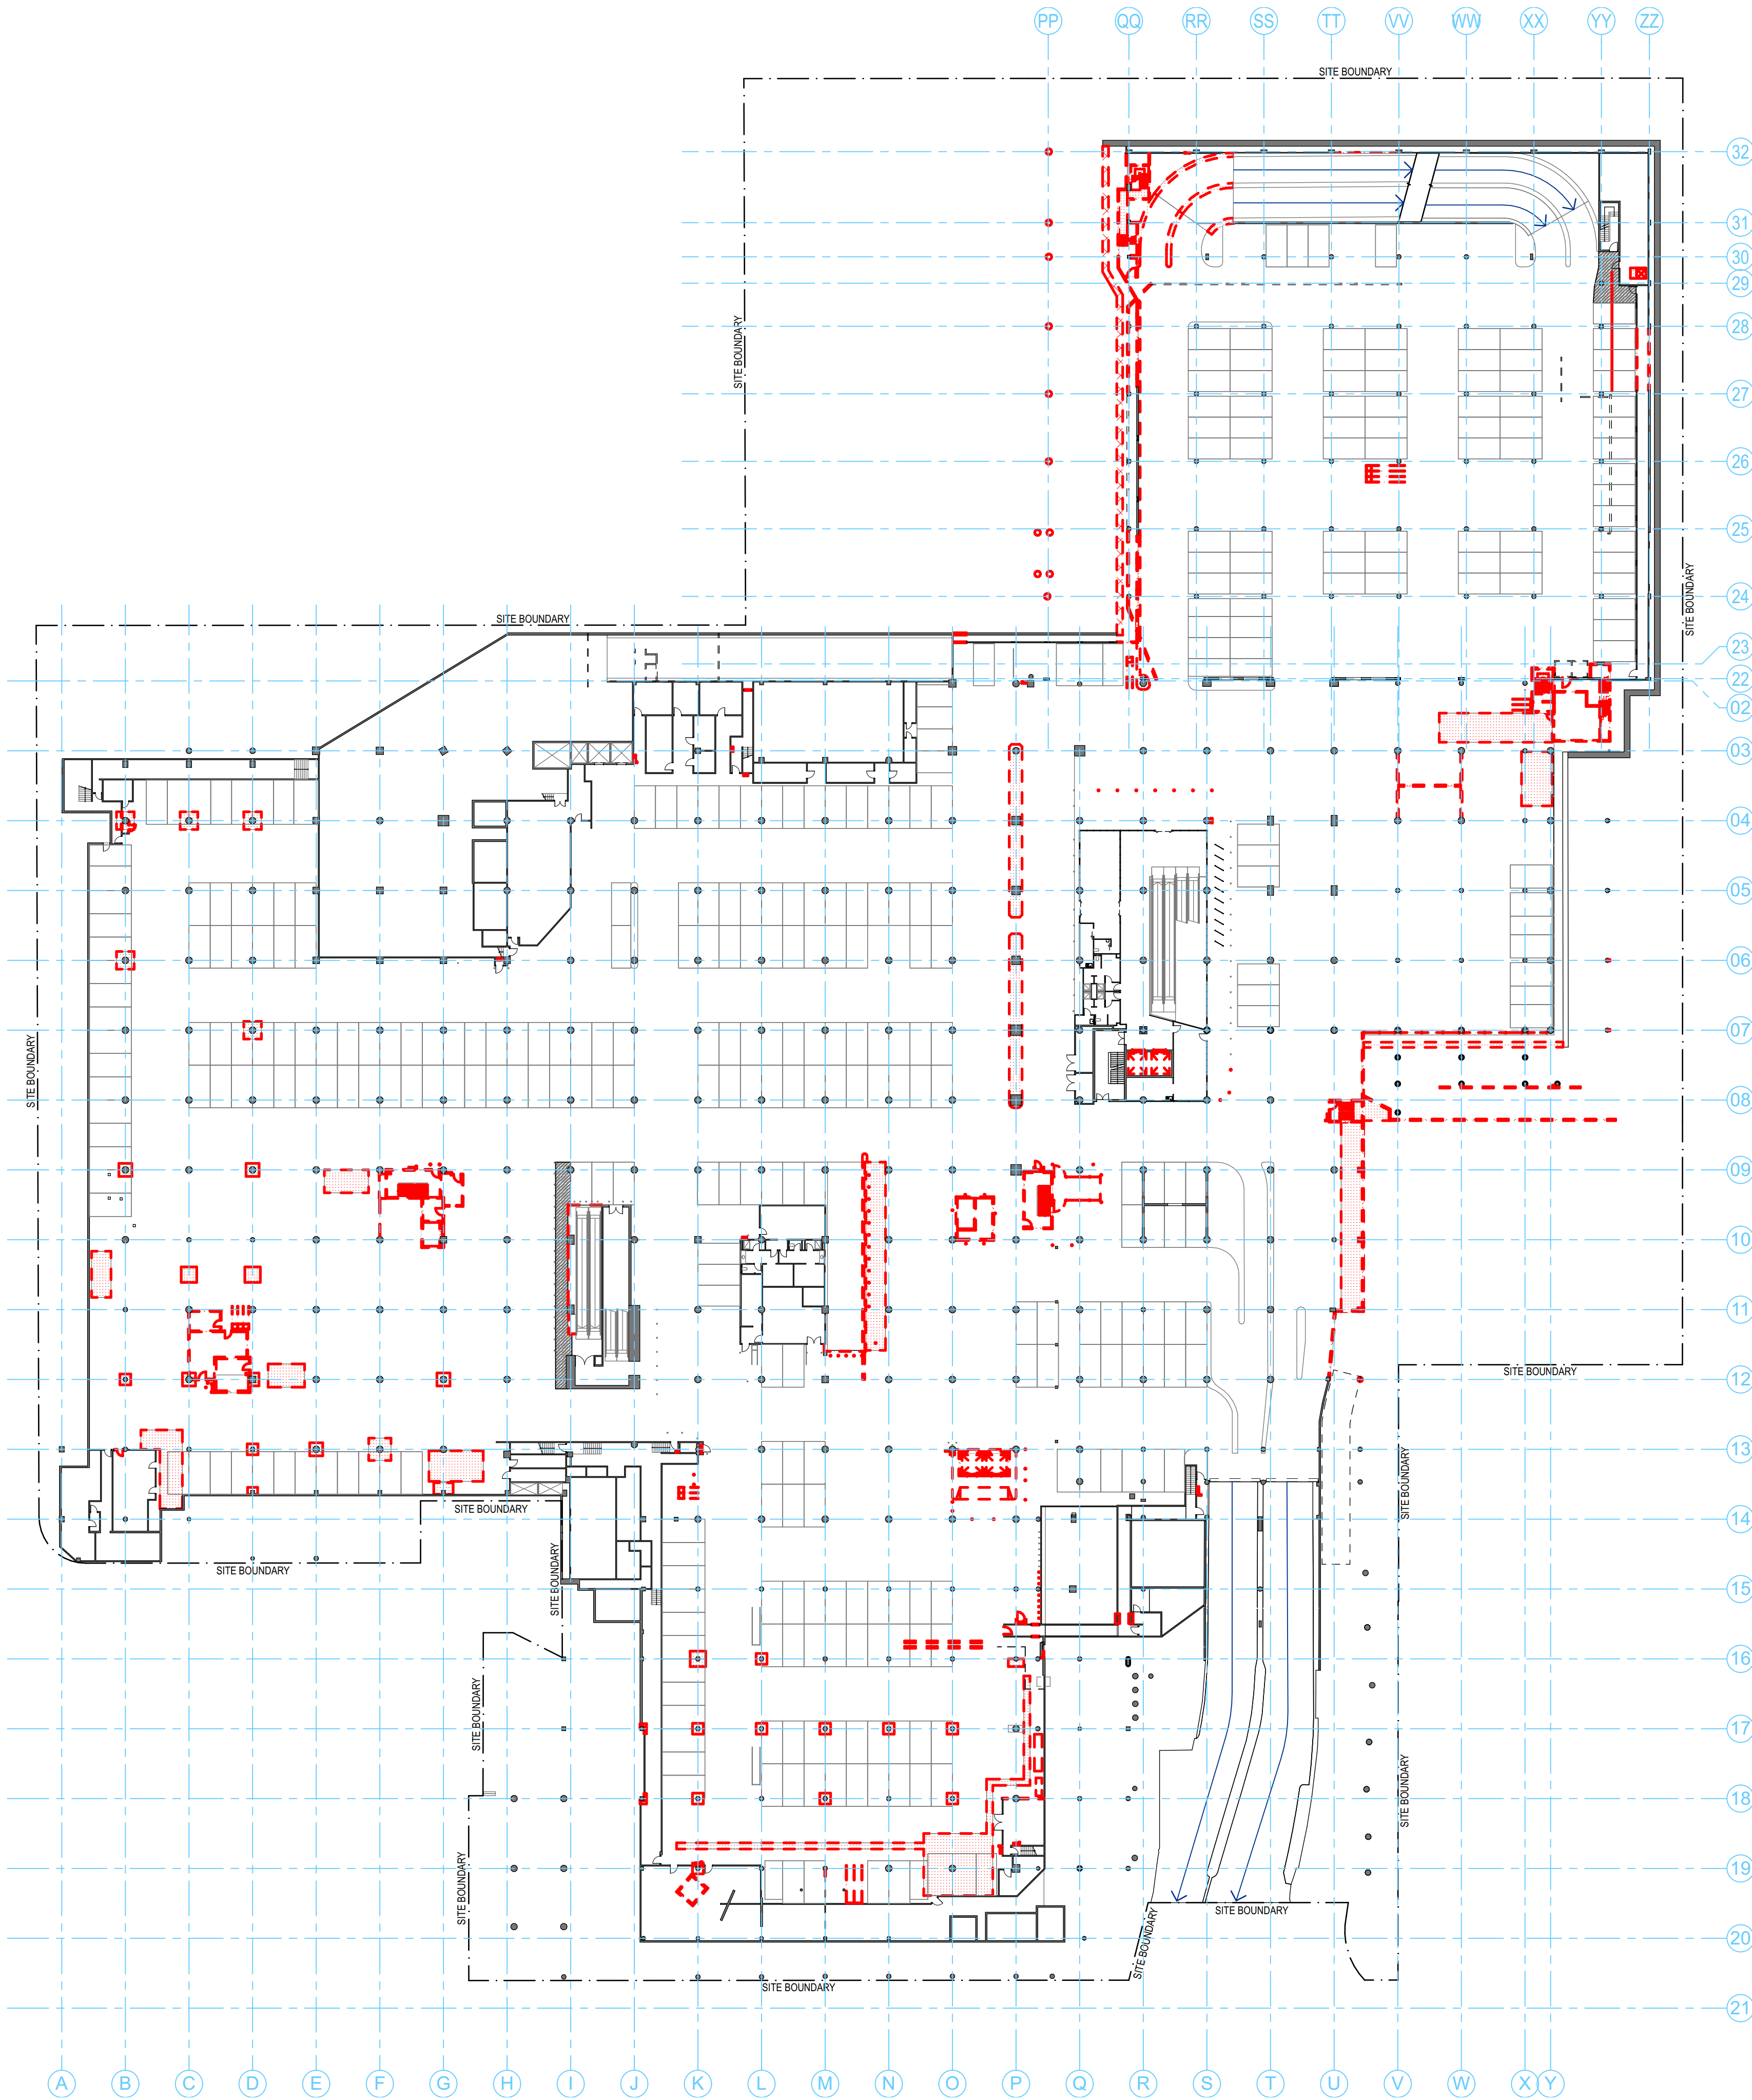 PP QQ RR SS TT VV WW XX YY ZZ
SITE BOUNDARY
32
31
30
29
28
SITE BOUNDARY
27
26
25
24
SITE BOUNDARY
SITE BOUNDARY
23
22
02
03
04
05
06
07
SITE BOUNDARY
08
09
10
11
SITE BOUNDARY
12
13
SITE BOUNDARY
SITE BOUNDARY
14
SITE BOUNDARY
SITE BOUNDARY
15
16
SITE BOUNDARY
17
SITE BOUNDARY
18
19
SITE BOUNDARY
SITE BOUNDARY
SITE BOUNDARY
20
SITE BOUNDARY
21
A B C D E F G H I J K L M N O P Q R S T U V W X Y